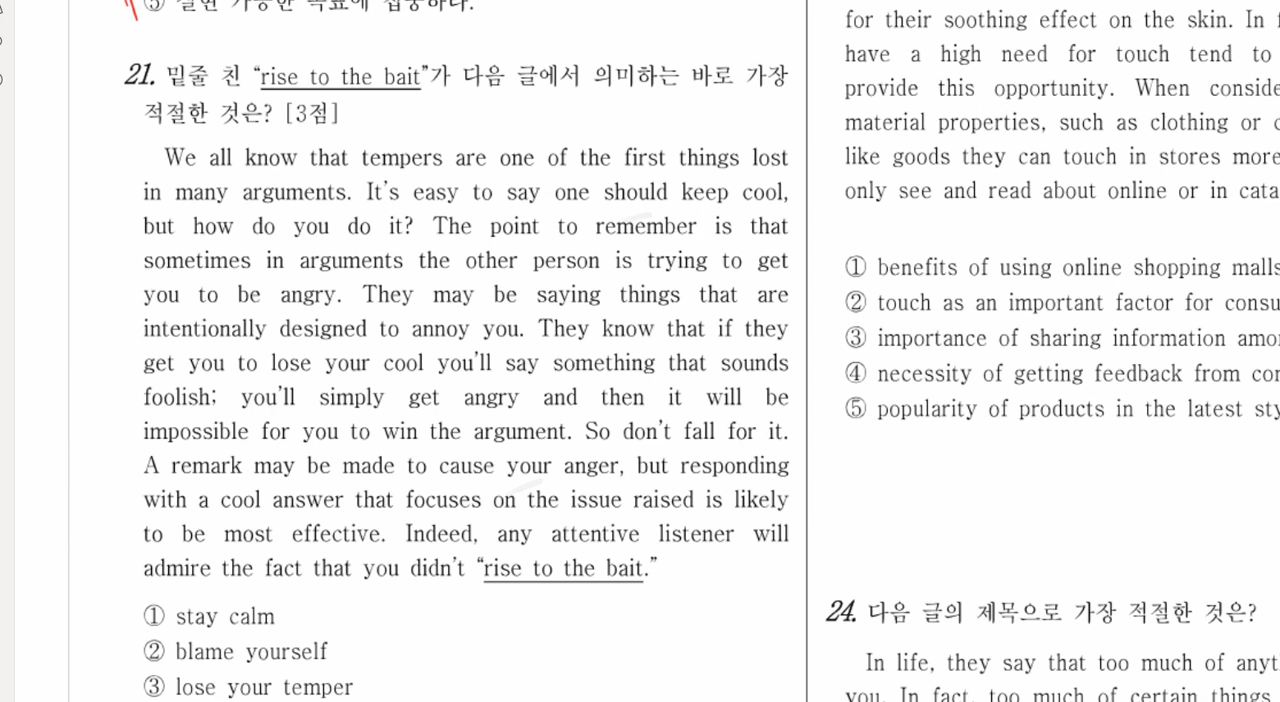 ⑤ 실현 가능한 목표에 집중하다.
21. 밑줄 친 “rise to the bait”가 다음 글에서 의미하는 바로 가장
적절한 것은? [3점]
We all know that tempers are one of the first things lost
in many arguments. It’s easy to say one should keep cool,
but how do you do it? The point to remember is that
sometimes in arguments the other person is trying to get
you to be angry. They may be saying things that are
intentionally designed to annoy you. They know that if they
get you to lose your cool you’ll say something that sounds
foolish; you’ll simply get angry and then it will be
impossible for you to win the argument. So don’t fall for it.
A remark may be made to cause your anger, but responding
with a cool answer that focuses on the issue raised is likely
to be most effective. Indeed, any attentive listener will
admire the fact that you didn’t “rise to the bait.”
① stay calm
② blame yourself
③ lose your temper
for their soothing effect on the skin. In
have a high need for touch tend to
provide this opportunity. When
material properties, such as clothing or
like goods they can touch in stores more
only see and read about online or in
① benefits of using online shopping malls
② touch as an important factor for
③ importance of sharing information
④ necessity of getting feedback from
⑤ popularity of products in the latest
24. 다음 글의 제목으로 가장 적절한 것은?
In life, they say that too much of
you. In fact, too much of certain things